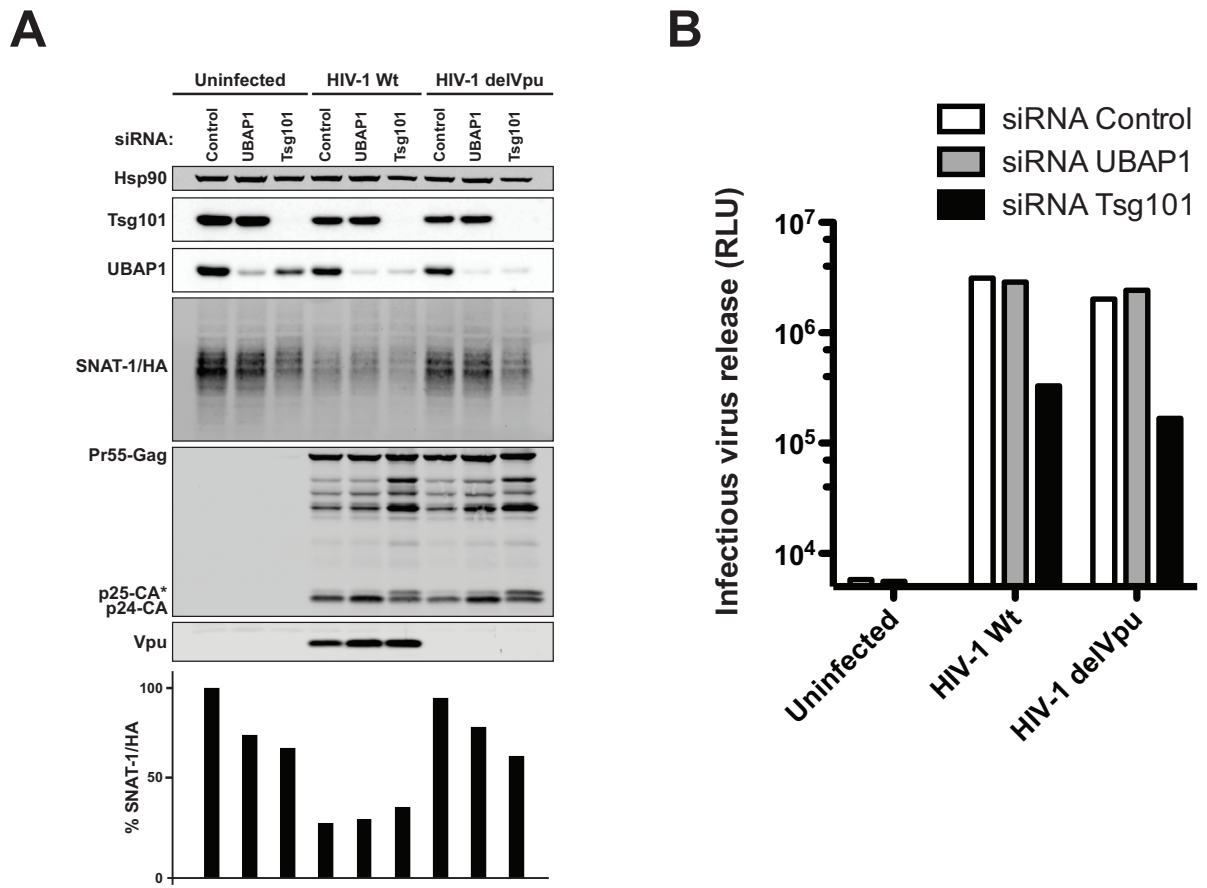 A
Uninfected HIV-1 Wt HIV-1 delVpu
siRNA: Control UBAP1 Tsg101 Control UBAP1 Tsg101 Control UBAP1 Tsg101
Hsp90
Tsg101
UBAP1
SNAT-1/HA
Pr55-Gag
p25-CA*
p24-CA
Vpu
% SNAT-1/HA
100
50
0
B
siRNA Control
siRNA UBAP1
siRNA Tsg101
Infectious virus release (RLU)
10⁷
10⁶
10⁵
10⁴
Uninfected
HIV-1 Wt
HIV-1 delVpu